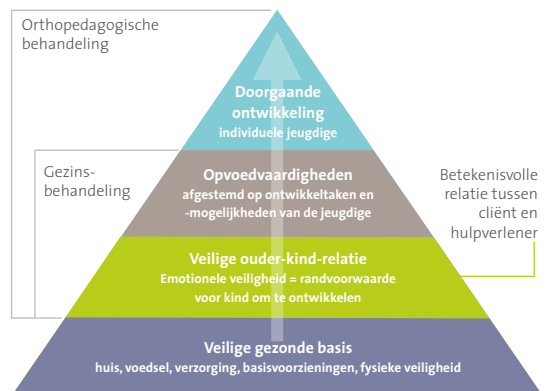 Orthopedagogische
behandeling
Doorgaande
ontwikkeling
individuele jeugdige
Gezins-
behandeling
Opvoedvaardigheden
afgestemd op ontwikkeltaken en
-mogelijkheden van de jeugdige
Betekenisvolle
relatie tussen
cliënt en
hulpverlener
Veilige ouder-kind-relatie
Emotionele veiligheid = randvoorwaarde
voor kind om te ontwikkelen
Veilige gezonde basis
huis, voedsel, verzorging, basisvoorzieningen, fysieke veiligheid